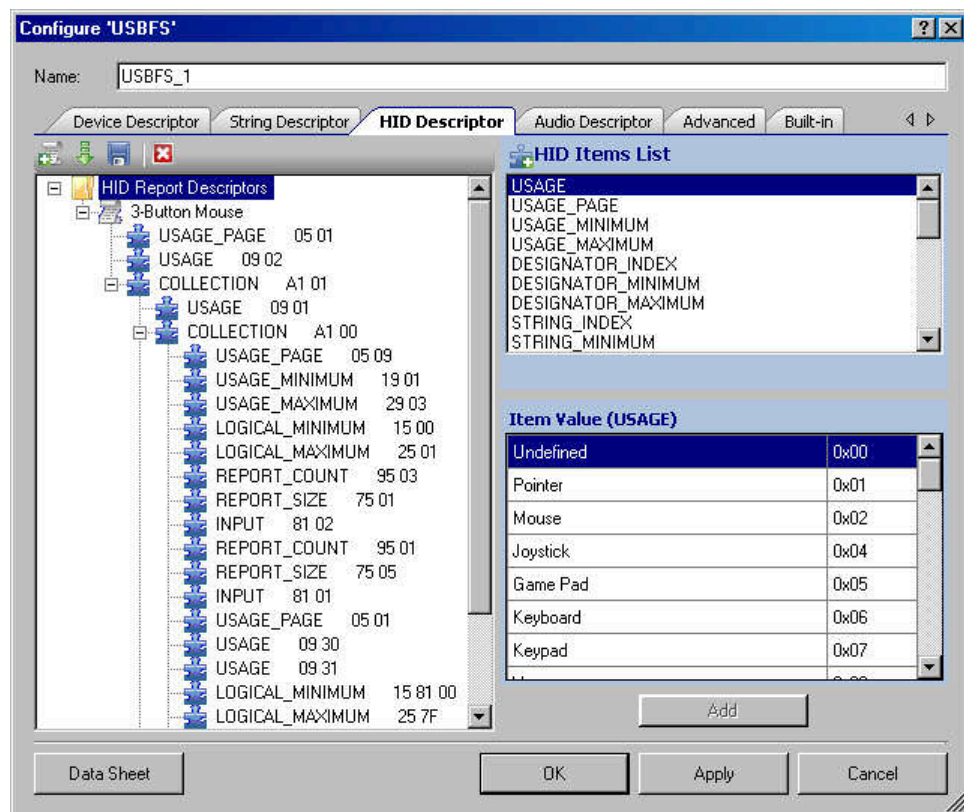 Configure 'USBFS'
Name: USBFS_1
Device Descriptor String Descriptor HID Descriptor Audio Descriptor Advanced Built-in
HID Report Descriptors
3-Button Mouse
USAGE_PAGE 05 01
USAGE 09 02
COLLECTION A1 01
USAGE 09 01
COLLECTION A1 00
USAGE_PAGE 05 09
USAGE_MINIMUM 19 01
USAGE_MAXIMUM 29 03
LOGICAL_MINIMUM 15 00
LOGICAL_MAXIMUM 25 01
REPORT_COUNT 95 03
REPORT_SIZE 75 01
INPUT 81 02
REPORT_COUNT 95 01
REPORT_SIZE 75 05
INPUT 81 01
USAGE_PAGE 05 01
USAGE 09 30
USAGE 09 31
LOGICAL_MINIMUM 15 81 00
LOGICAL_MAXIMUM 25 7F
HID Items List
USAGE
USAGE_PAGE
USAGE_MINIMUM
USAGE_MAXIMUM
DESIGNATOR_INDEX
DESIGNATOR_MINIMUM
DESIGNATOR_MAXIMUM
STRING_INDEX
STRING_MINIMUM
Item Value (USAGE)
Undefined 0x00
Pointer 0x01
Mouse 0x02
Joystick 0x04
Game Pad 0x05
Keyboard 0x06
Keypad 0x07
Add
Data Sheet OK Apply Cancel